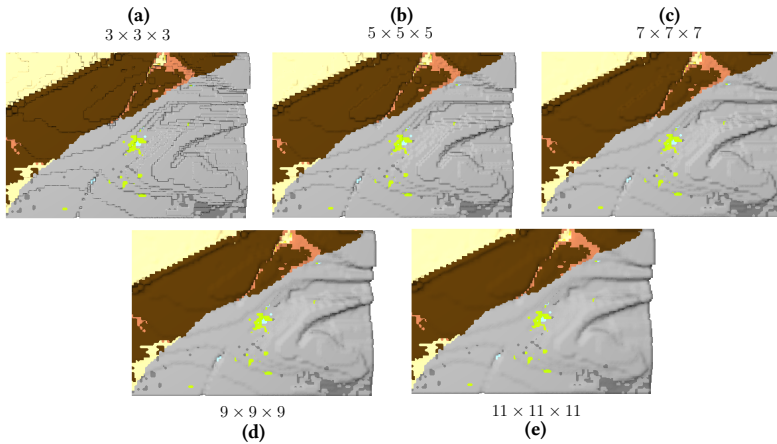 (a)
3 × 3 × 3
(b)
5 × 5 × 5
(c)
7 × 7 × 7
9 × 9 × 9
(d)
11 × 11 × 11
(e)